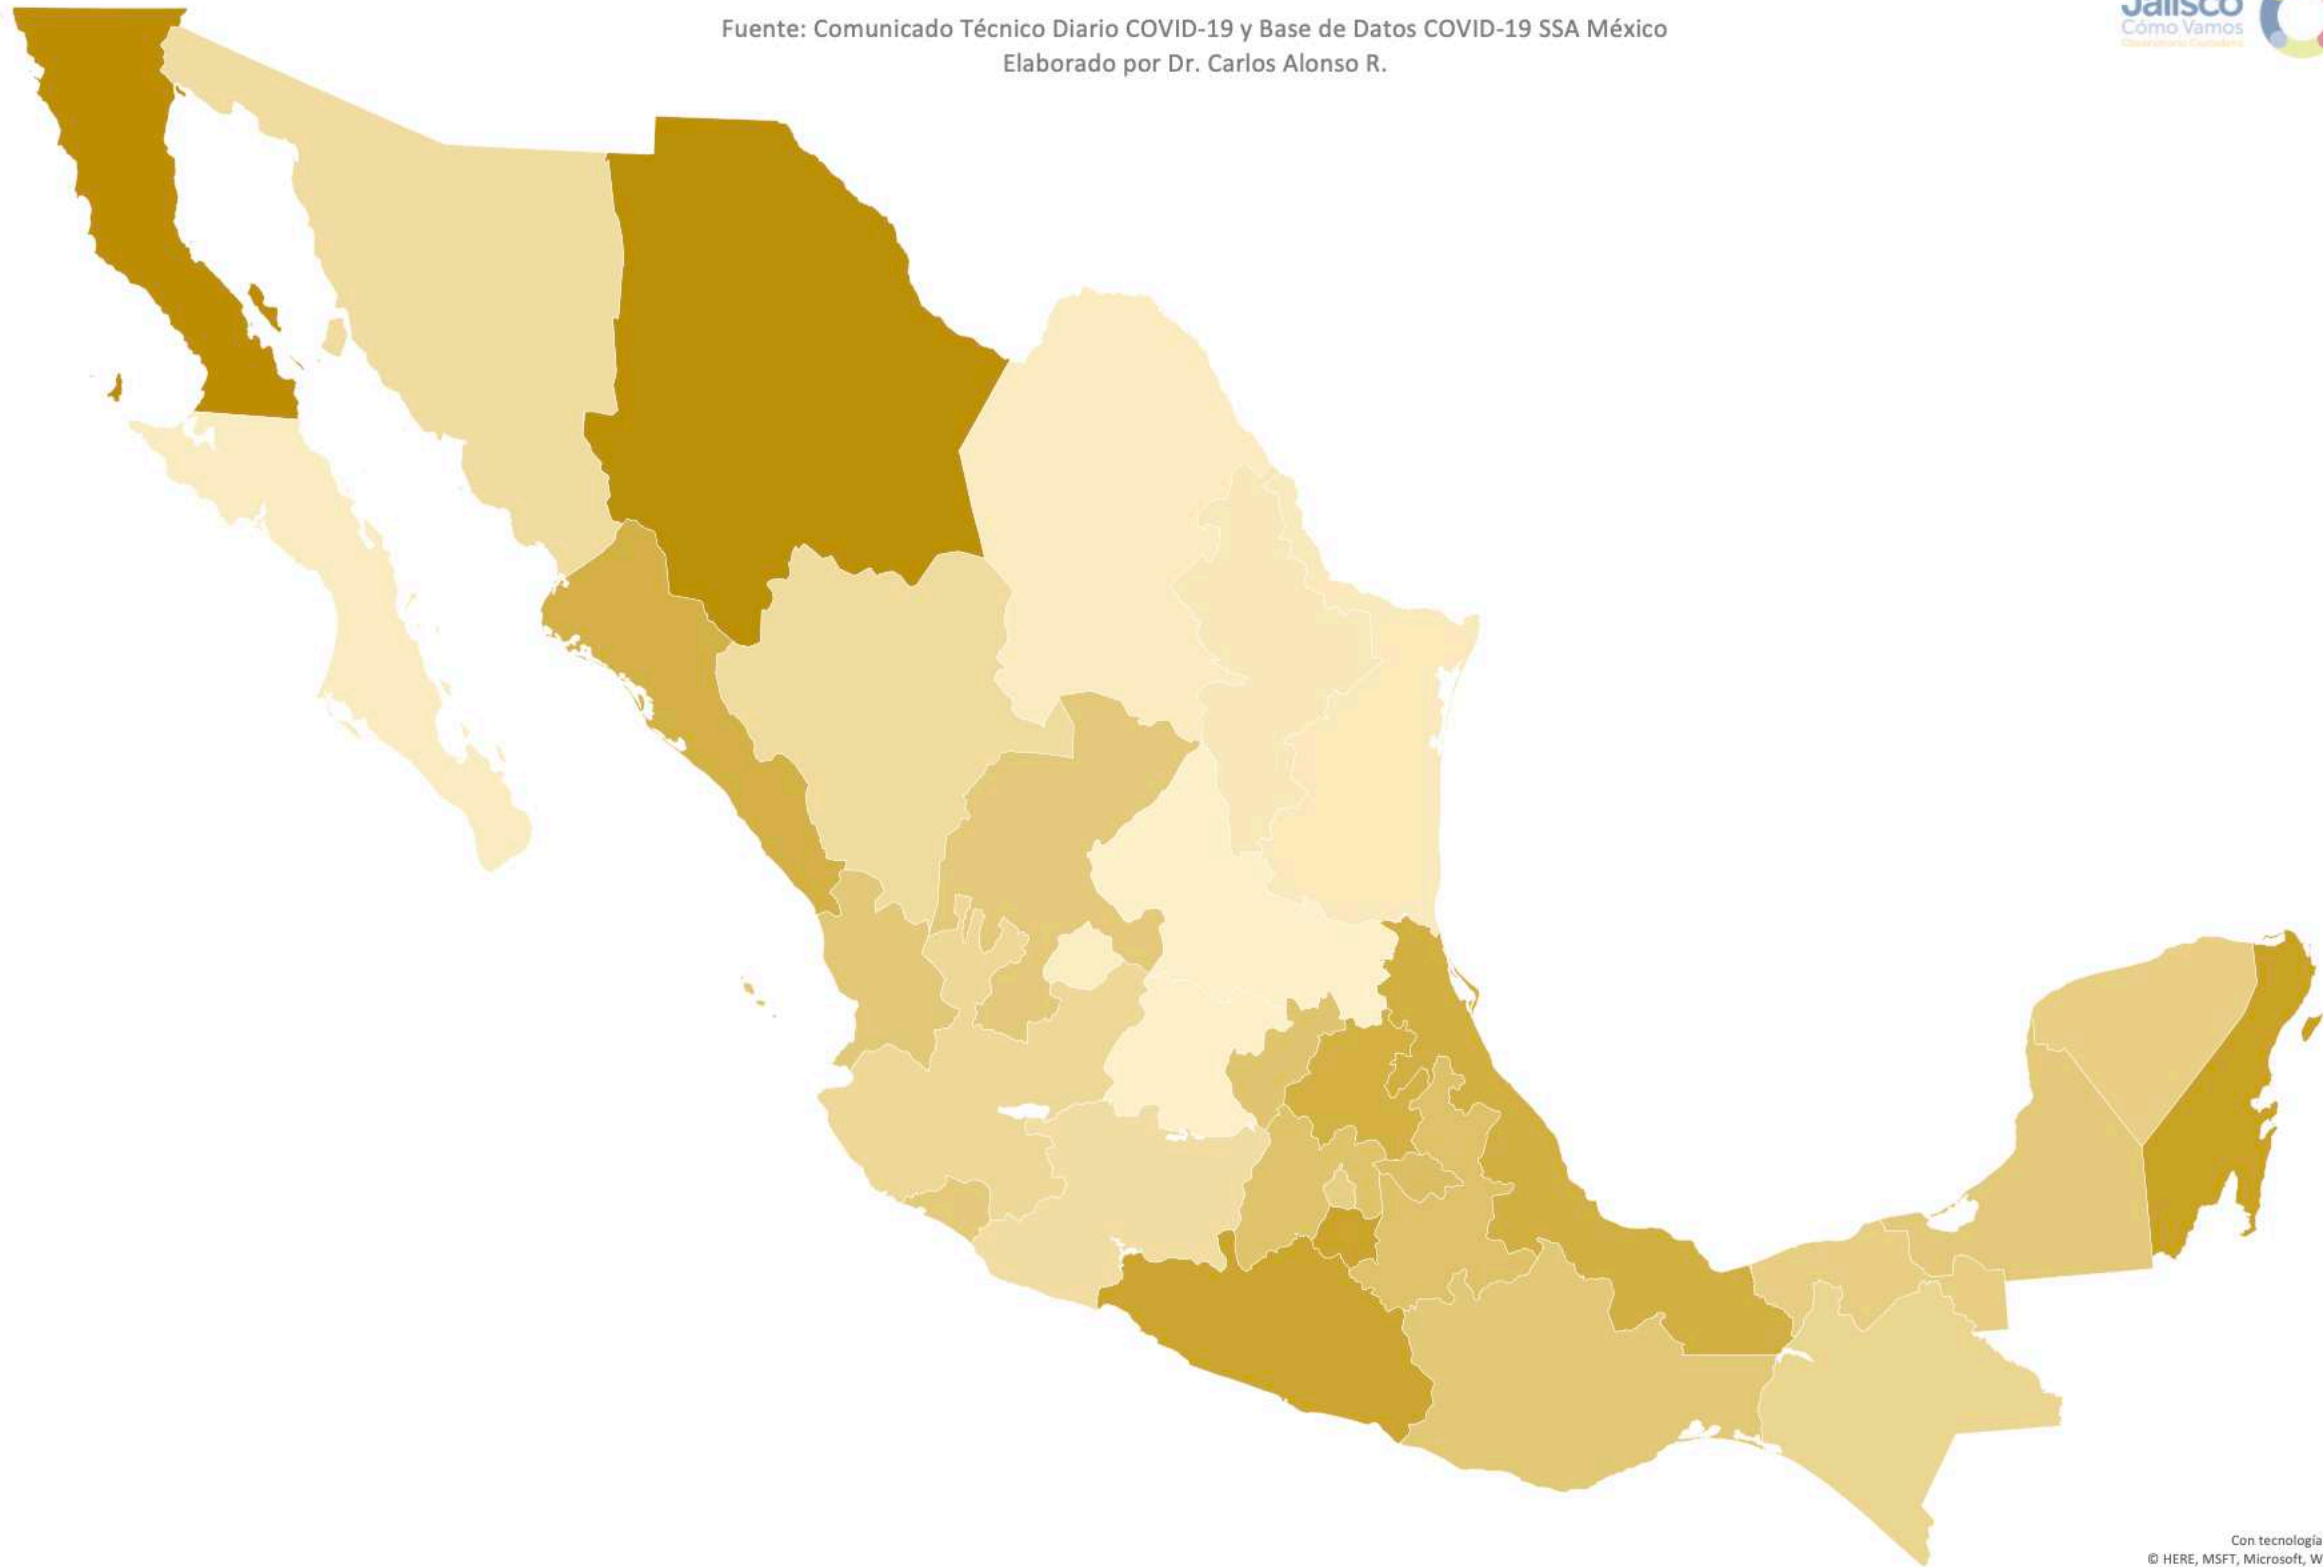 Fuente: Comunicado Técnico Diario COVID-19 y Base de Datos COVID-19 SSA México
Elaborado por Dr. Carlos Alonso R.
Jalisco
Cómo Vamos
Con tecnología
© HERE, MSFT, Microsoft, W